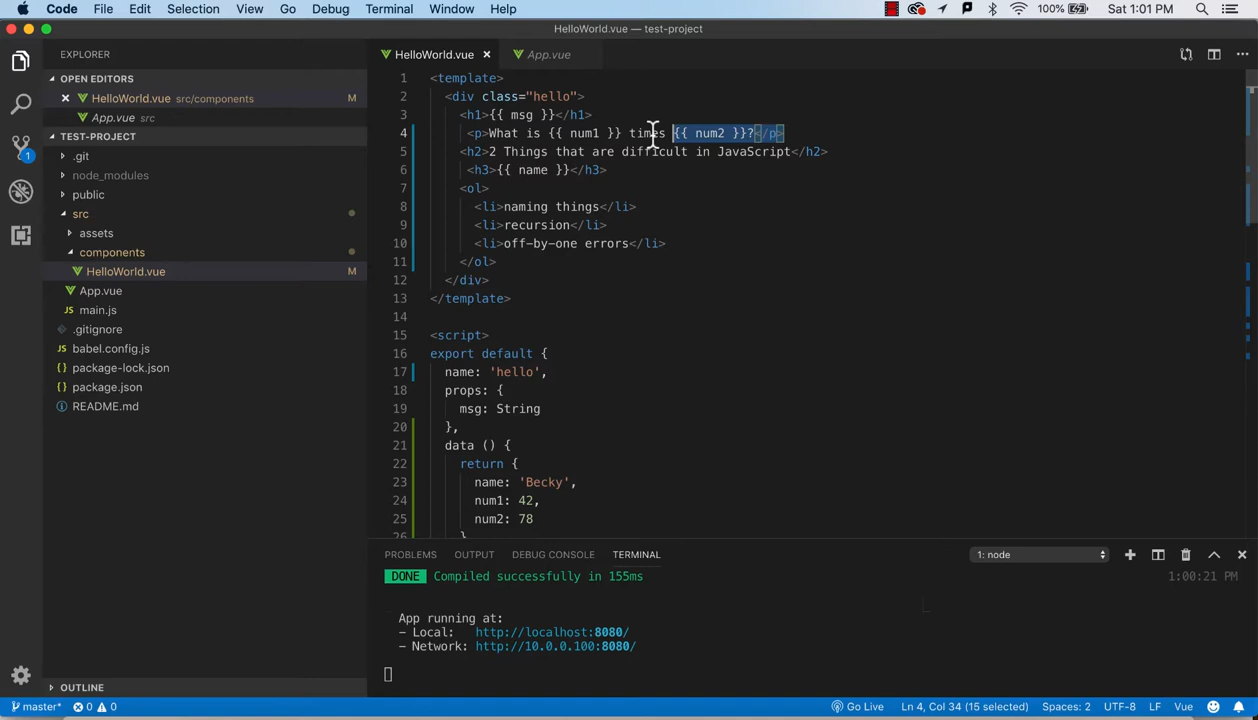 Code File Edit Selection View Go Debug Terminal Window Help 100% Sat 1:01 PM
HelloWorld.vue — test-project
EXPLORER
OPEN EDITORS
HelloWorld.vue src/components M
App.vue src
TEST-PROJECT
.git
node_modules
public
src
assets
components
HelloWorld.vue M
App.vue
JS main.js
.gitignore
JS babel.config.js
{} package-lock.json
{} package.json
README.md
OUTLINE
HelloWorld.vue App.vue
1 <template>
2 <div class="hello">
3 <h1>{{ msg }}</h1>
4 <p>What is {{ num1 }} times {{ num2 }}?</p>
5 <h2>2 Things that are difficult in JavaScript</h2>
6 <h3>{{ name }}</h3>
7 <ol>
8 <li>naming things</li>
9 <li>recursion</li>
10 <li>off-by-one errors</li>
11 </ol>
12 </div>
13 </template>
14
15 <script>
16 export default {
17 name: 'hello',
18 props: {
19 msg: String
20 },
21 data () {
22 return {
23 name: 'Becky',
24 num1: 42,
25 num2: 78
26 }
PROBLEMS OUTPUT DEBUG CONSOLE TERMINAL 1: node
DONE Compiled successfully in 155ms 1:00:21 PM
App running at:
- Local: http://localhost:8080/
- Network: http://10.0.0.100:8080/
master* 0 0 Go Live Ln 4, Col 34 (15 selected) Spaces: 2 UTF-8 LF Vue
1